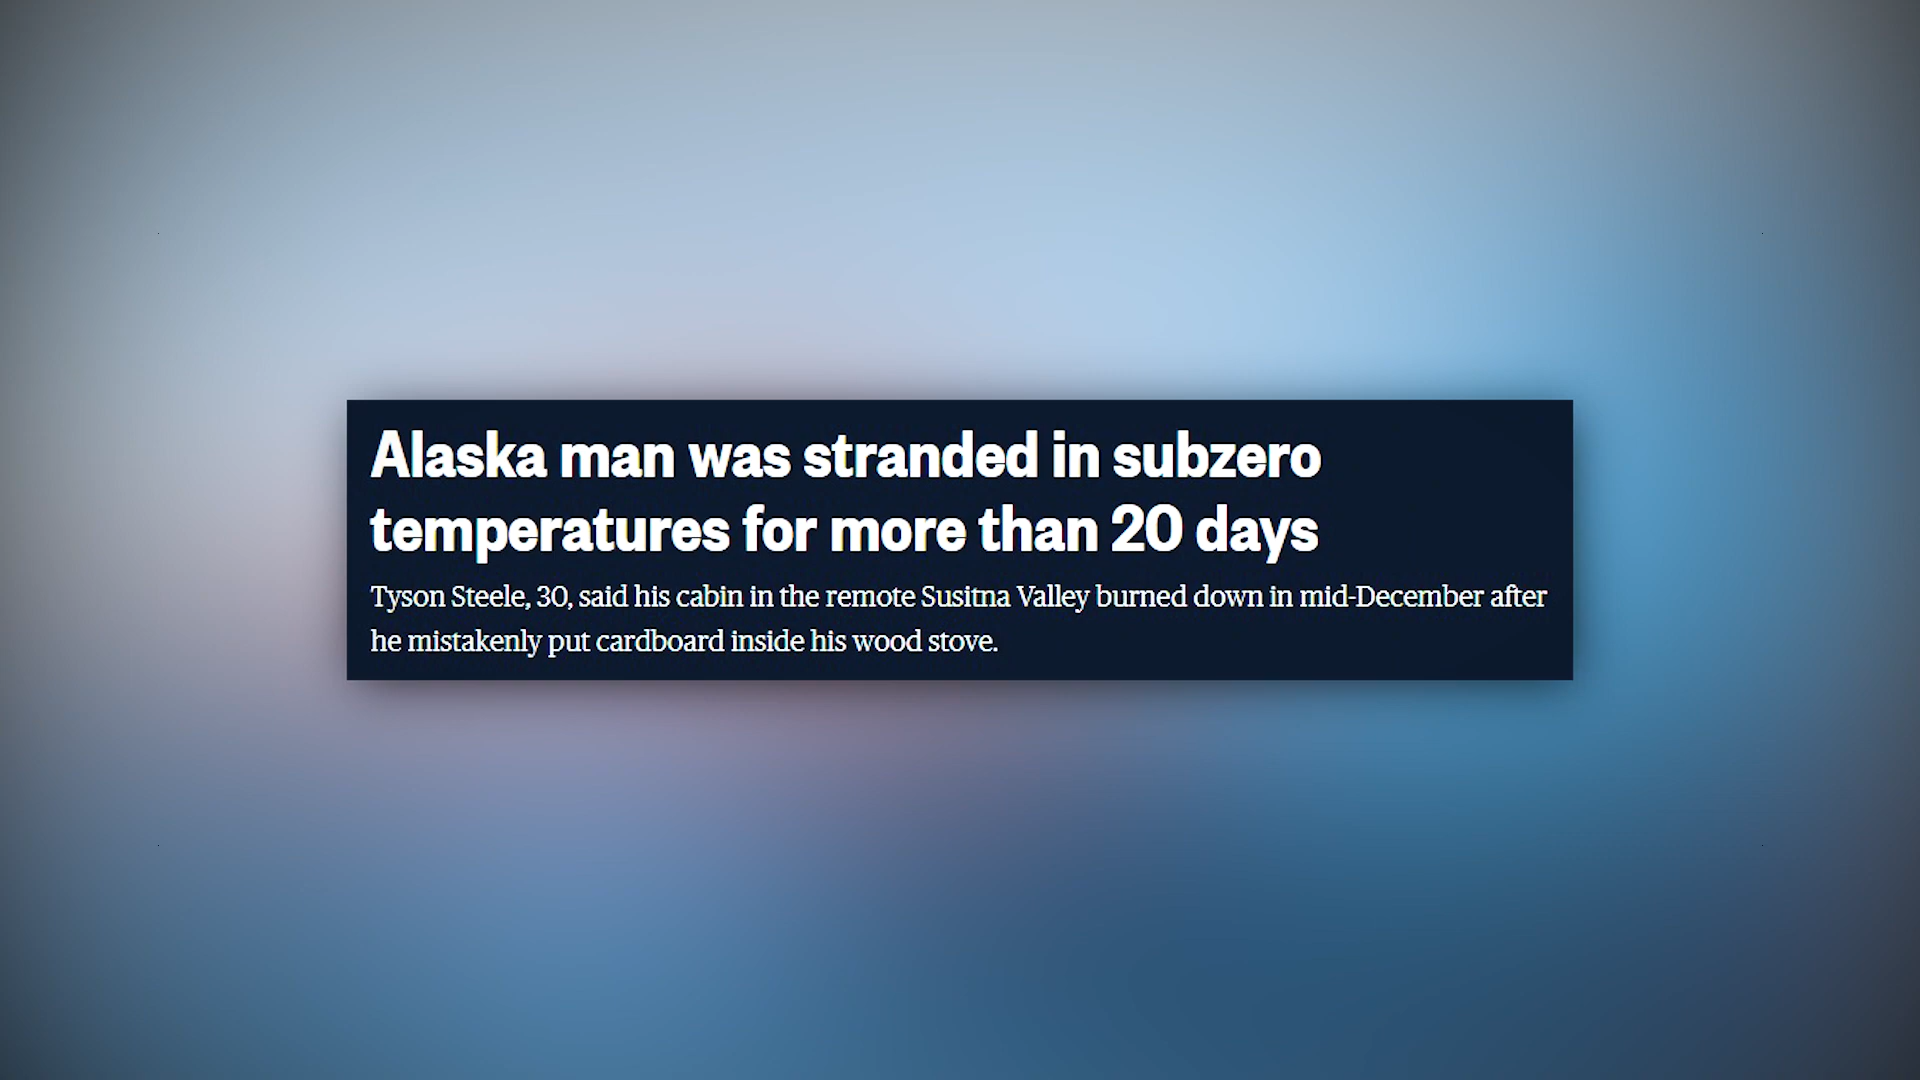 Alaska man was stranded in subzero
temperatures for more than 20 days
Tyson Steele, 30, said his cabin in the remote Susitna Valley burned down in mid-December after
he mistakenly put cardboard inside his wood stove.